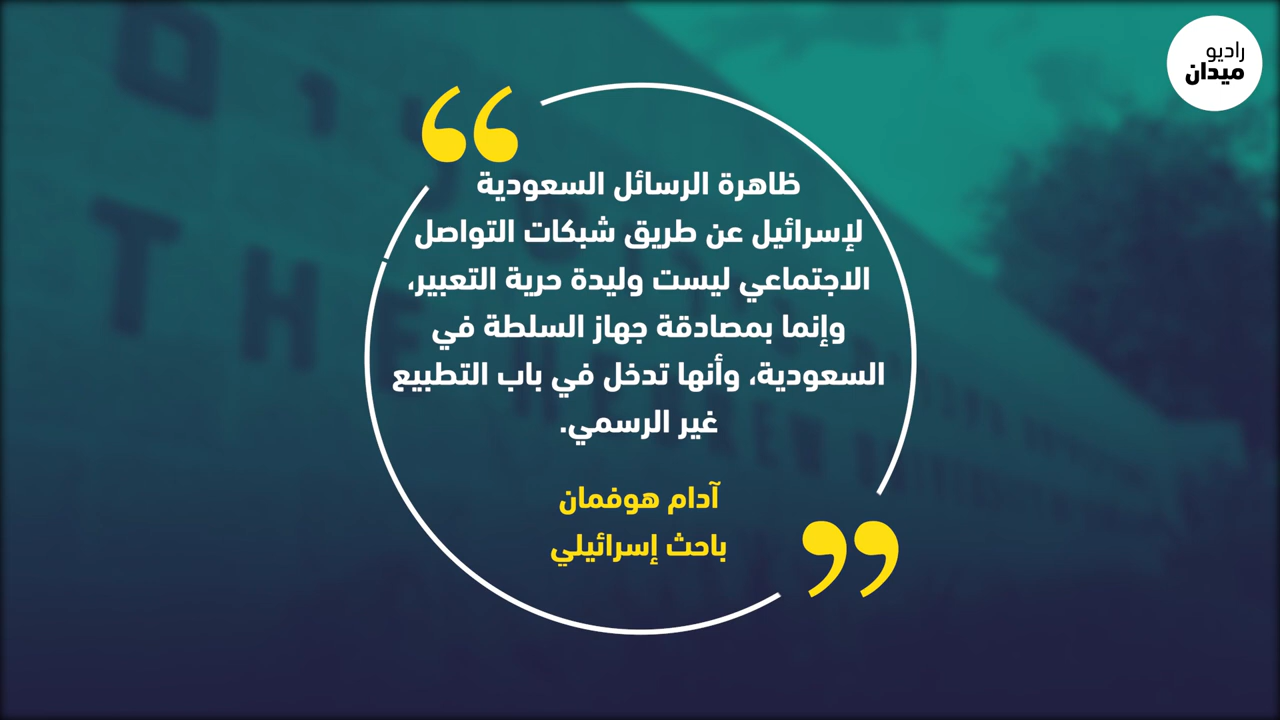 راديو
ميدان
ظاهرة الرسائل السعودية
لإسرائيل عن طريق شبكات التواصل
الاجتماعي ليست وليدة حرية التعبير،
وإنما بمصادقة جهاز السلطة في
السعودية، وأنها تدخل في باب التطبيع
غير الرسمي.
آدام هوفمان
باحث إسرائيلي
THE